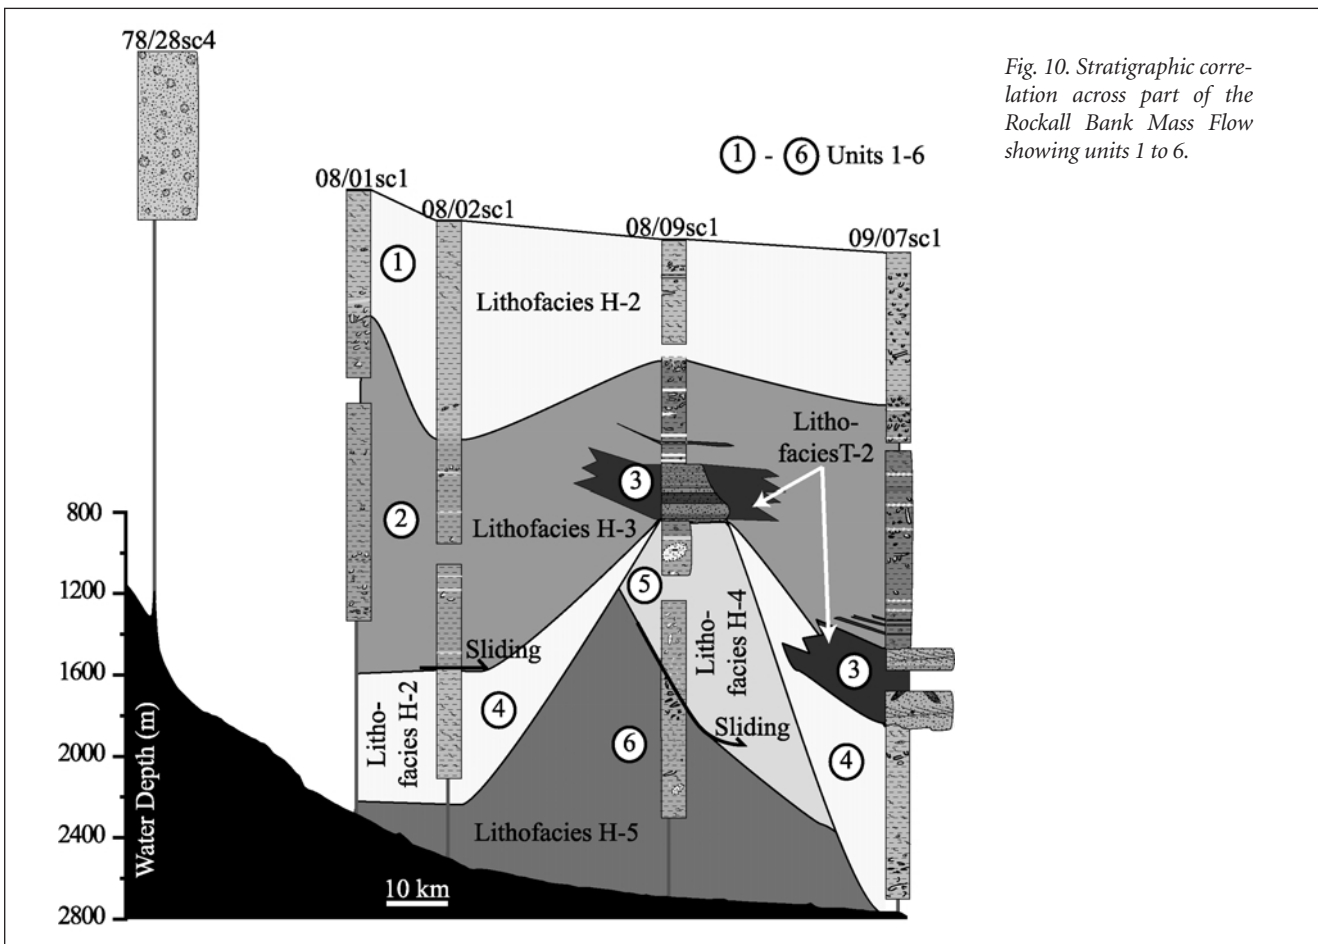 78/28sc4
Fig. 10. Stratigraphic corre-
lation across part of the
Rockall Bank Mass Flow
showing units 1 to 6.
1 - 6 Units 1-6
08/01sc1
08/02sc1
08/09sc1
09/07sc1
1
Lithofacies H-2
Litho-
faciesT-2
3
2
Lithofacies H-3
5
Litho-
facies H-4
Sliding
3
Litho-
facies H-2
4
6
Sliding
4
Lithofacies H-5
Water Depth (m)
800
1200
1600
2000
2400
2800
10 km